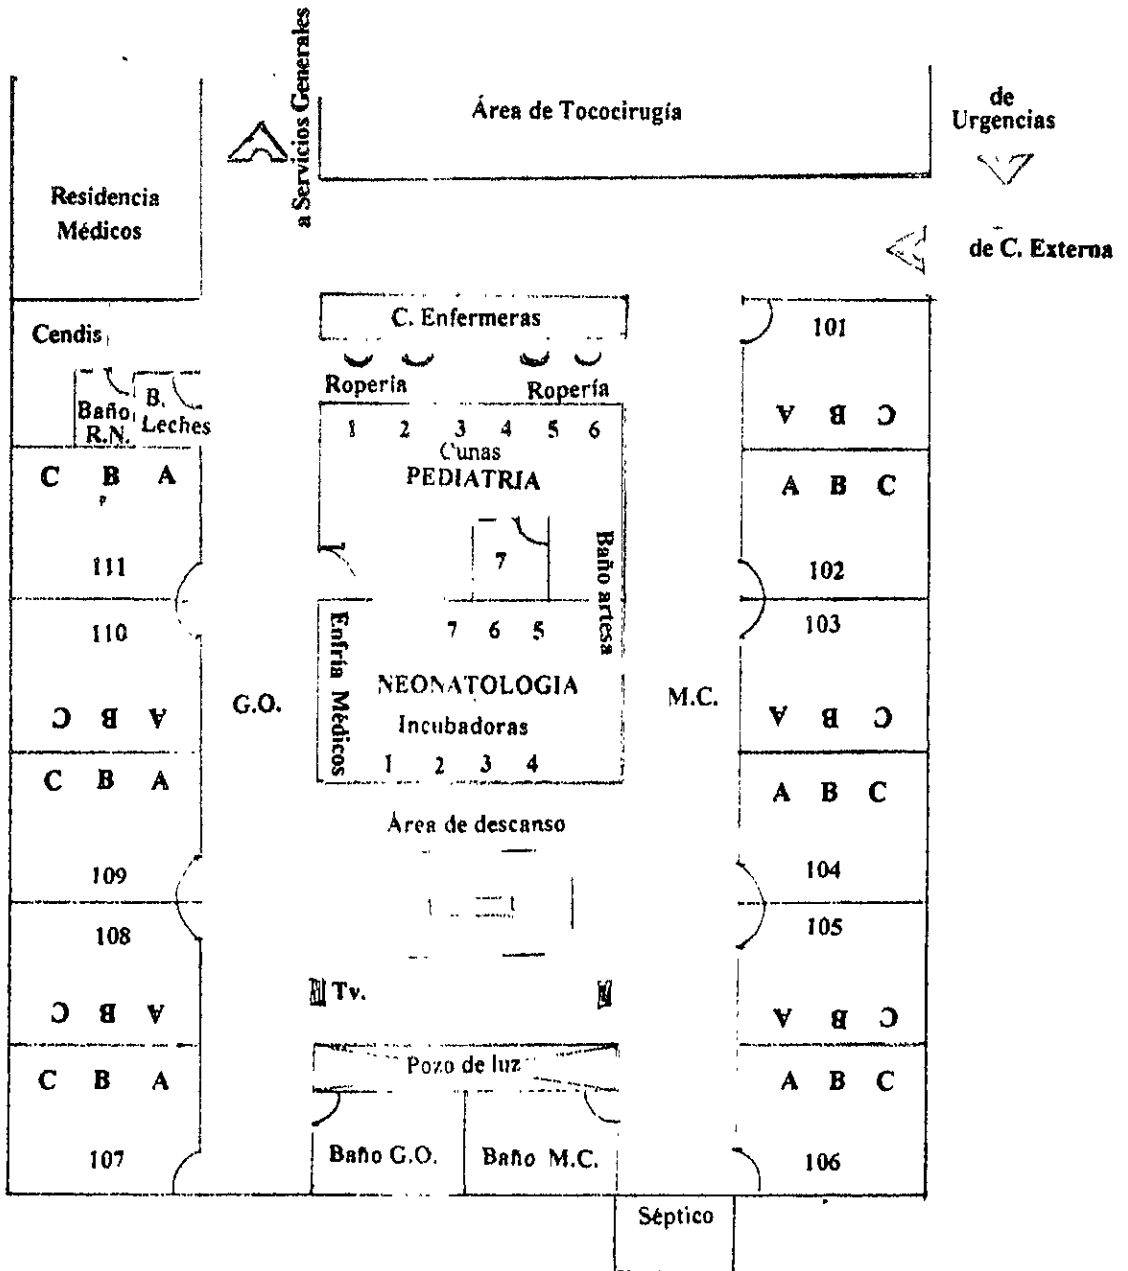 a Servicios Generales
Área de Tococirugía
de
Urgencias
Residencia
Médicos
de C. Externa
C. Enfermeras
101
Cendis
Ropería
Ropería
Baño
R.N.
B.
Leches
A B C
1 2 3 4 5 6
Cunas
PEDIATRIA
C B A
A B C
7
Baño artesa
111
102
110
7 6 5
103
Enfría Médicos
NEONATOLOGIA
G.O.
M.C.
C B A
Incubadoras
A B C
1 2 3 4
C B A
A B C
Área de descanso
109
104
108
105
Tv.
C B A
A B C
Pozo de luz
C B A
A B C
107
Baño G.O.
Baño M.C.
106
Séptico